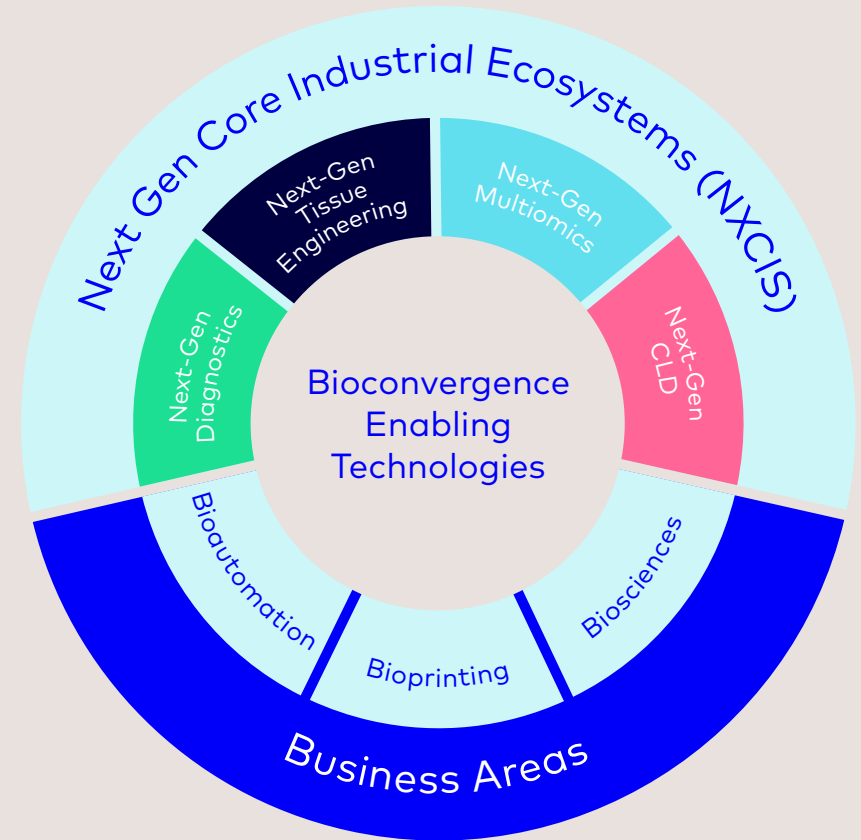 Next Gen Core Industrial Ecosystems (NXCIS)
Next-Gen
Diagnostics
Next-Gen
Tissue
Engineering
Next-Gen
Multiomics
Next-Gen
CLD
Bioconvergence
Enabling
Technologies
Bioautomation
Bioprinting
Biosciences
Business Areas